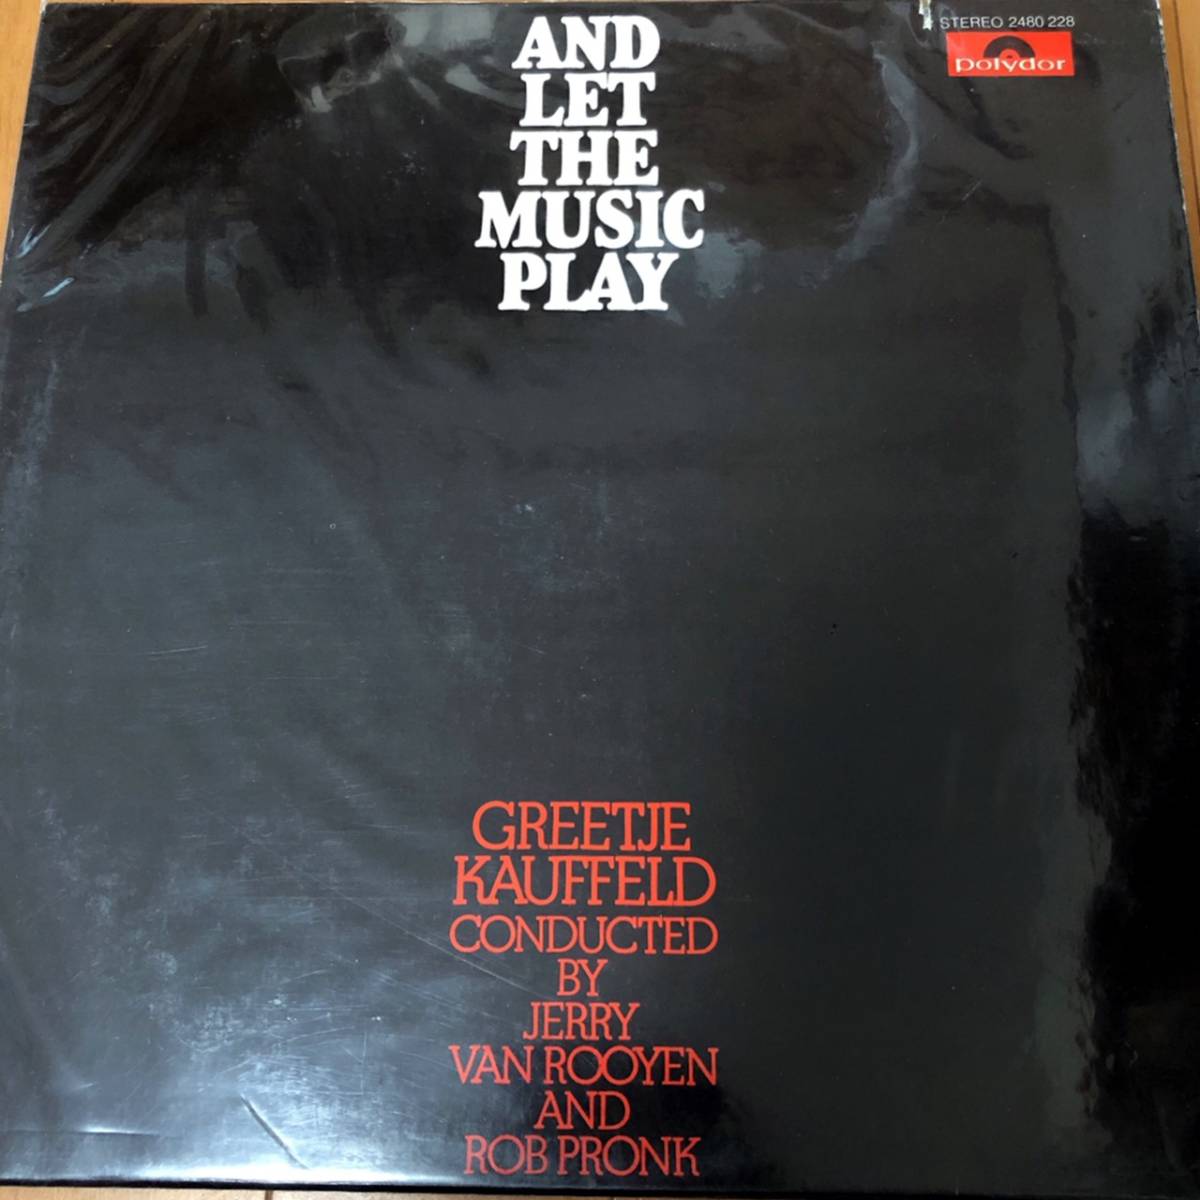 STEREO 2480 228
polydor
AND
LET
THE
MUSIC
PLAY
GREETJE
KAUFFELD
CONDUCTED
BY
JERRY
VAN ROOYEN
AND
ROB PRONK